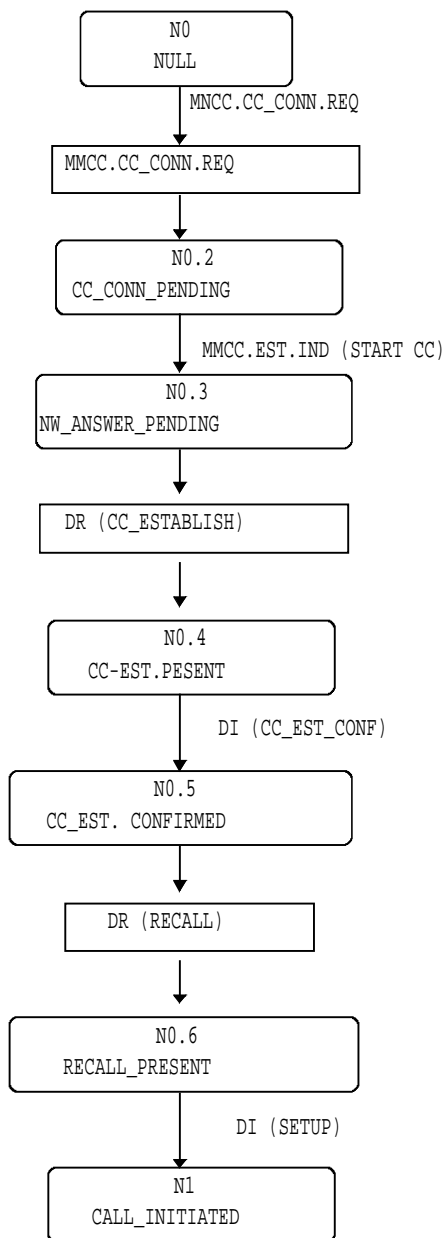 N0
NULL
MNCC.CC_CONN.REQ
MMCC.CC_CONN.REQ
N0.2
CC_CONN_PENDING
MMCC.EST.IND (START CC)
N0.3
NW_ANSWER_PENDING
DR (CC_ESTABLISH)
N0.4
CC-EST.PESENT
DI (CC_EST_CONF)
N0.5
CC_EST. CONFIRMED
DR (RECALL)
N0.6
RECALL_PRESENT
DI (SETUP)
N1
CALL_INITIATED